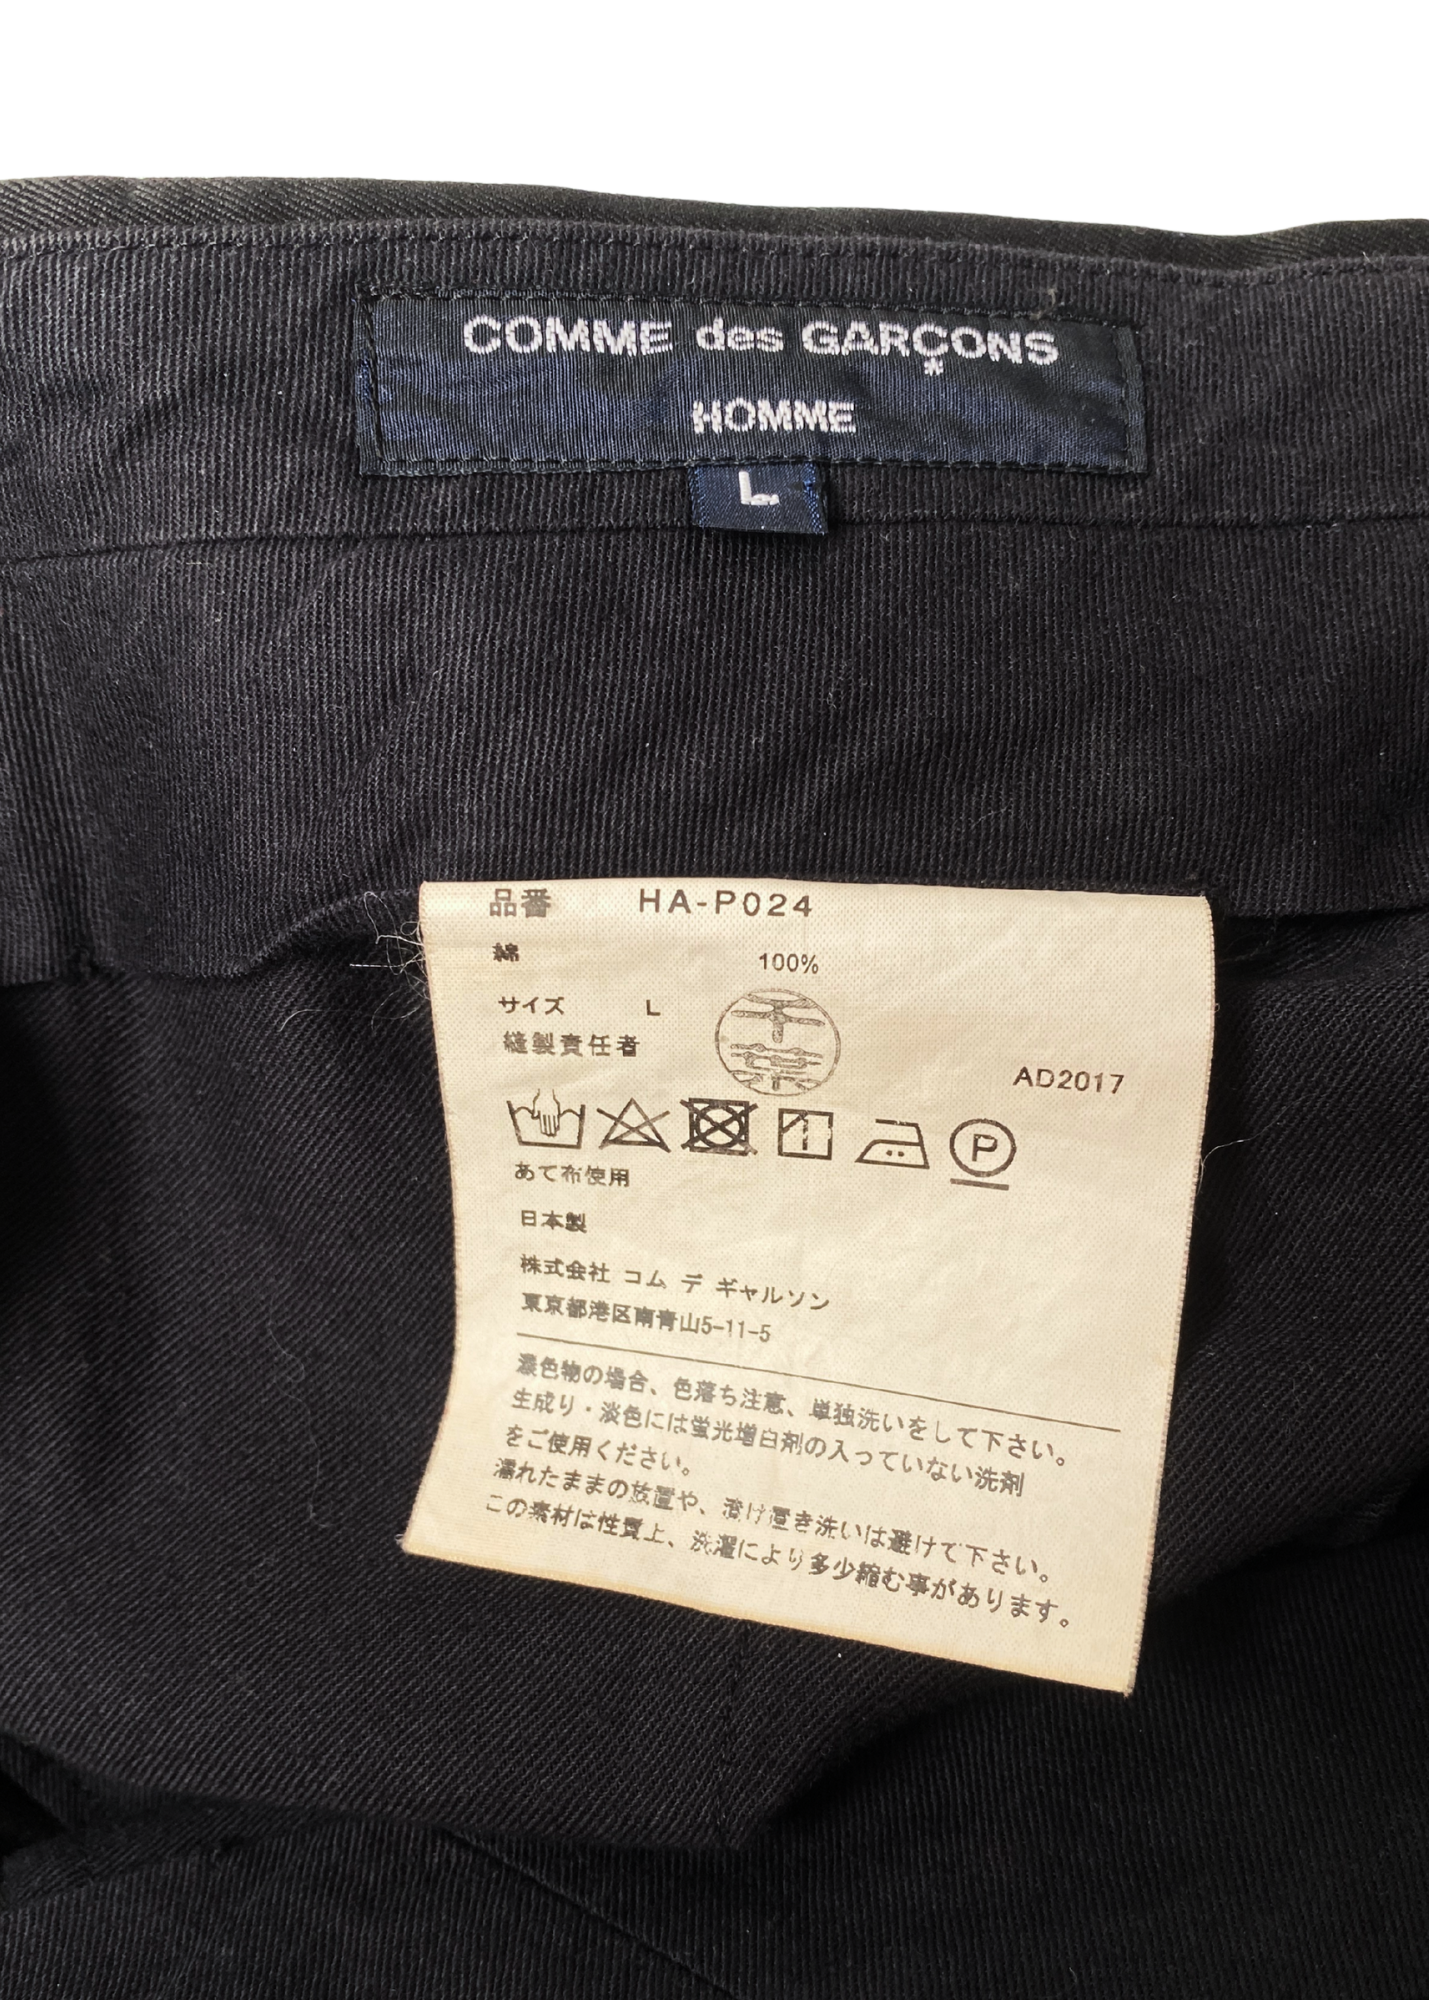 COMME des GARÇONS
HOMME
L
品番 HA-P024
綿 100%
サイズ L
縫製責任者 千葉
AD2017
P
あて布使用
日本製
株式会社 コム デ ギャルソン
東京都港区南青山5-11-5
濃色物の場合、色落ち注意、単独洗いをして下さい。
生成り・淡色には蛍光増白剤の入っていない洗剤
をご使用ください。
濡れたままの放置や、漬け置き洗いは避けて下さい。
この素材は性質上、洗濯により多少縮む事があります。